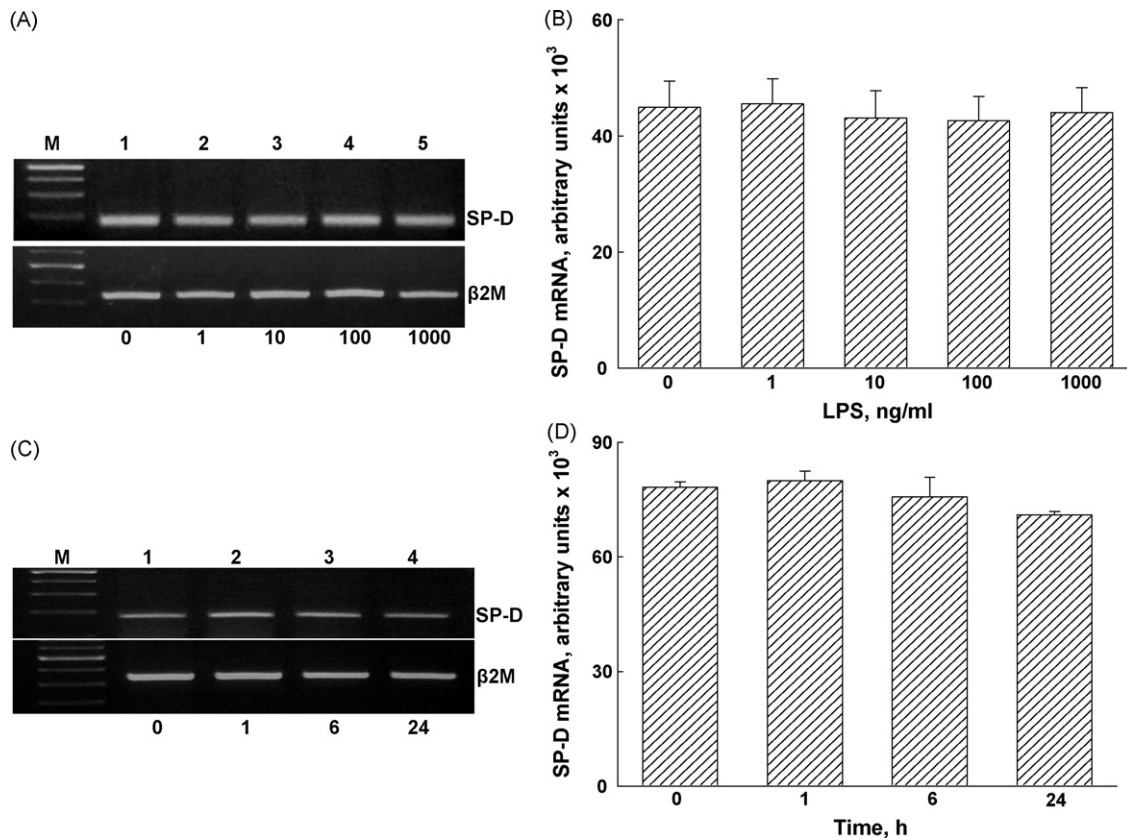 (A)
M 1 2 3 4 5
SP-D
β2M
0 1 10 100 1000
(B)
SP-D mRNA, arbitrary units x 10³
60
40
20
0
0 1 10 100 1000
LPS, ng/ml
(C)
M 1 2 3 4
SP-D
β2M
0 1 6 24
(D)
SP-D mRNA, arbitrary units x 10³
90
60
30
0
0 1 6 24
Time, h